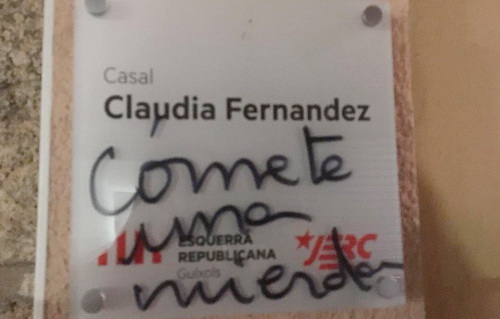 Casal
Claudia Fernandez
Cómete
una
ESQUERRA
REPUBLICANA
Guíxols
JERC
mierda